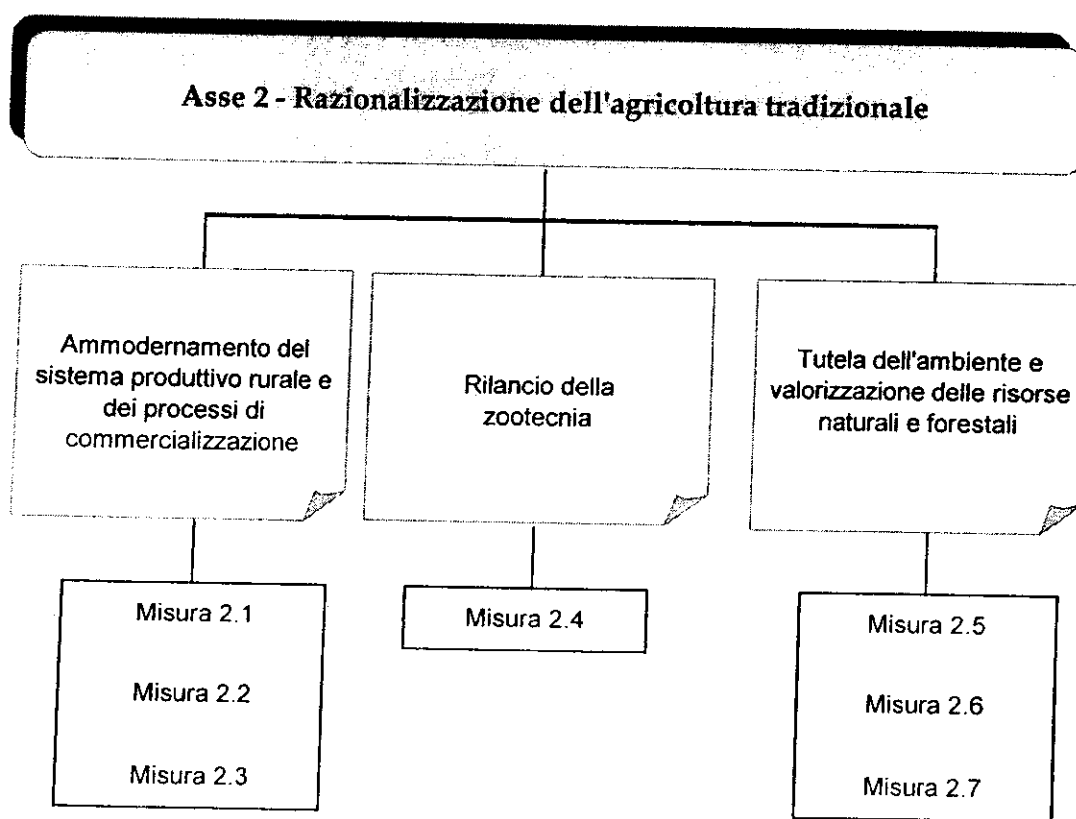 Asse 2 - Razionalizzazione dell'agricoltura tradizionale
Ammodernamento del
sistema produttivo rurale e
dei processi di
commercializzazione
Rilancio della
zootecnia
Tutela dell'ambiente e
valorizzazione delle risorse
naturali e forestali
Misura 2.1
Misura 2.2
Misura 2.3
Misura 2.4
Misura 2.5
Misura 2.6
Misura 2.7